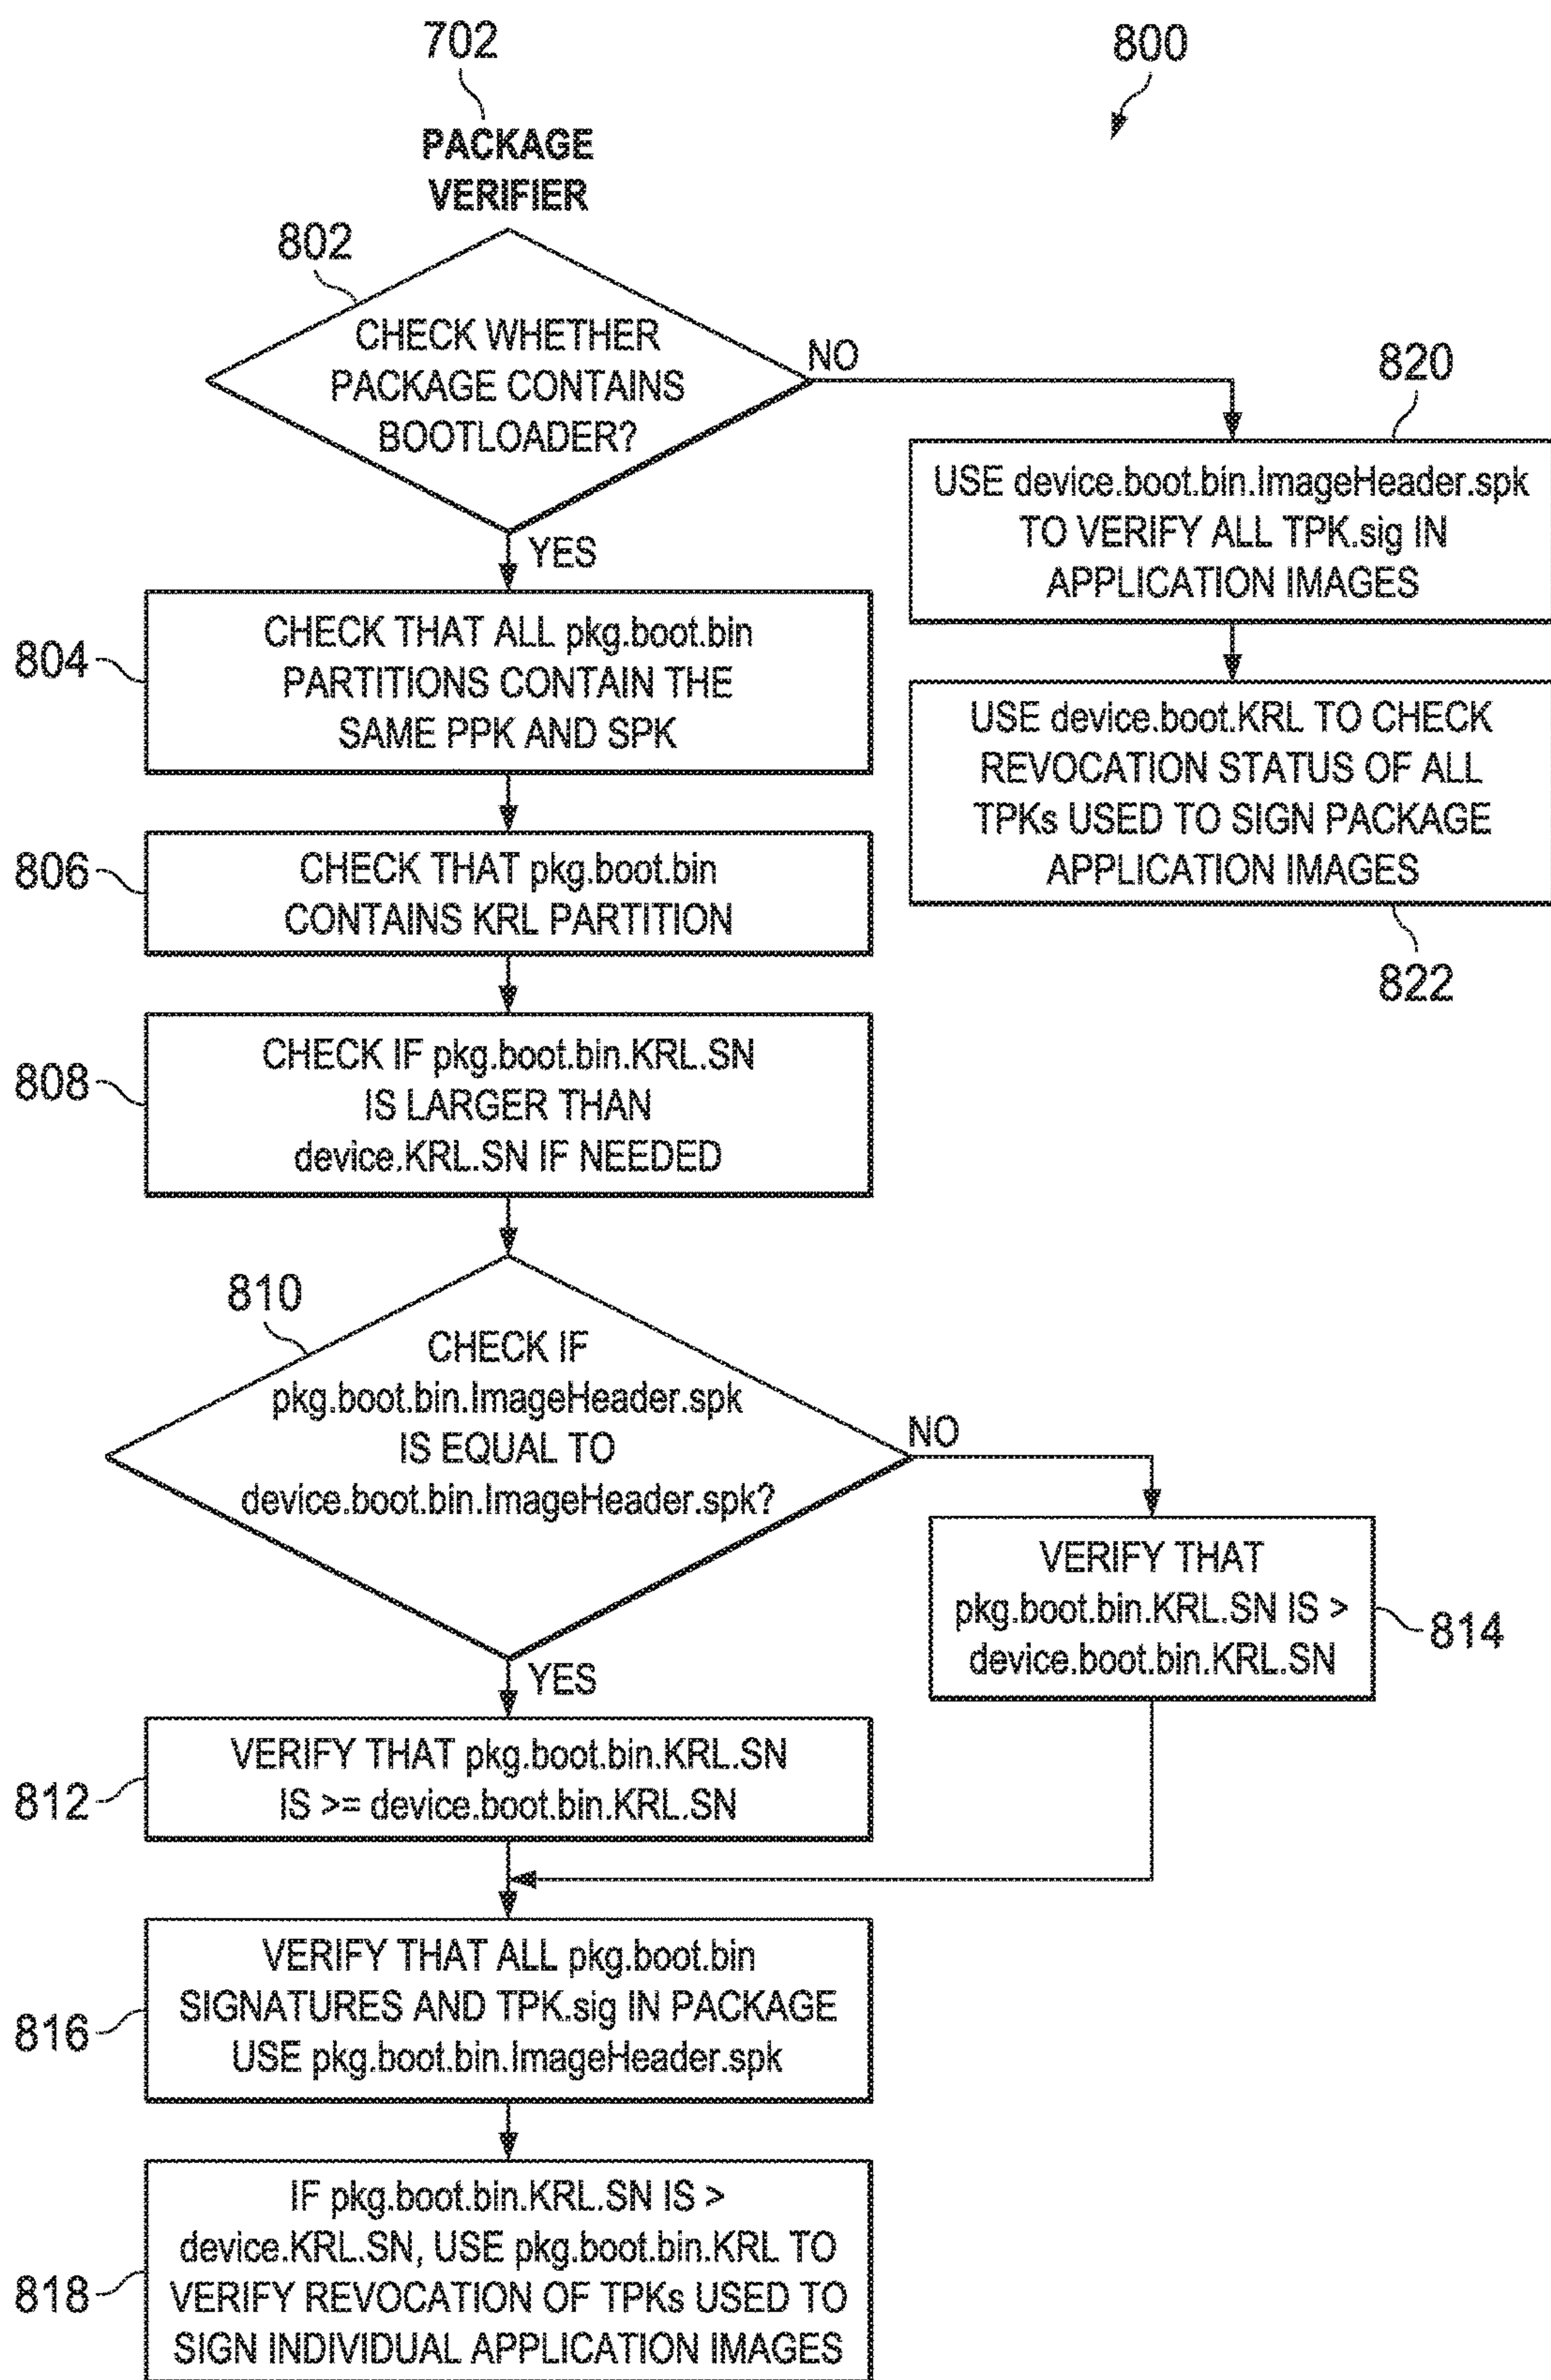 702
800
PACKAGE
VERIFIER
802
CHECK WHETHER
PACKAGE CONTAINS
BOOTLOADER?
NO
YES
820
USE device.boot.bin.ImageHeader.spk
TO VERIFY ALL TPK.sig IN
APPLICATION IMAGES
804
CHECK THAT ALL pkg.boot.bin
PARTITIONS CONTAIN THE
SAME PPK AND SPK
USE device.boot.KRL TO CHECK
REVOCATION STATUS OF ALL
TPKs USED TO SIGN PACKAGE
APPLICATION IMAGES
822
806
CHECK THAT pkg.boot.bin
CONTAINS KRL PARTITION
808
CHECK IF pkg.boot.bin.KRL.SN
IS LARGER THAN
device.KRL.SN IF NEEDED
810
CHECK IF
pkg.boot.bin.ImageHeader.spk
IS EQUAL TO
device.boot.bin.ImageHeader.spk?
NO
YES
VERIFY THAT
pkg.boot.bin.KRL.SN IS >
device.boot.bin.KRL.SN
814
812
VERIFY THAT pkg.boot.bin.KRL.SN
IS >= device.boot.bin.KRL.SN
816
VERIFY THAT ALL pkg.boot.bin
SIGNATURES AND TPK.sig IN PACKAGE
USE pkg.boot.bin.ImageHeader.spk
818
IF pkg.boot.bin.KRL.SN IS >
device.KRL.SN, USE pkg.boot.bin.KRL TO
VERIFY REVOCATION OF TPKs USED TO
SIGN INDIVIDUAL APPLICATION IMAGES